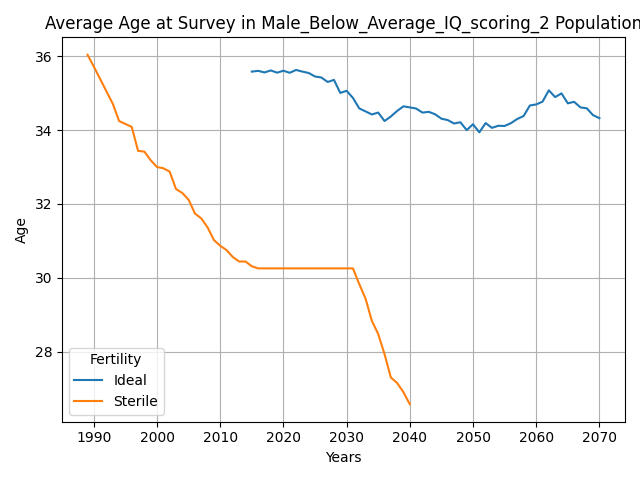 Average Age at Survey in Male_Below_Average_IQ_scoring_2 Population
36
34
32
30
28
Age
Fertility
Ideal
Sterile
1990 2000 2010 2020 2030 2040 2050 2060 2070
Years